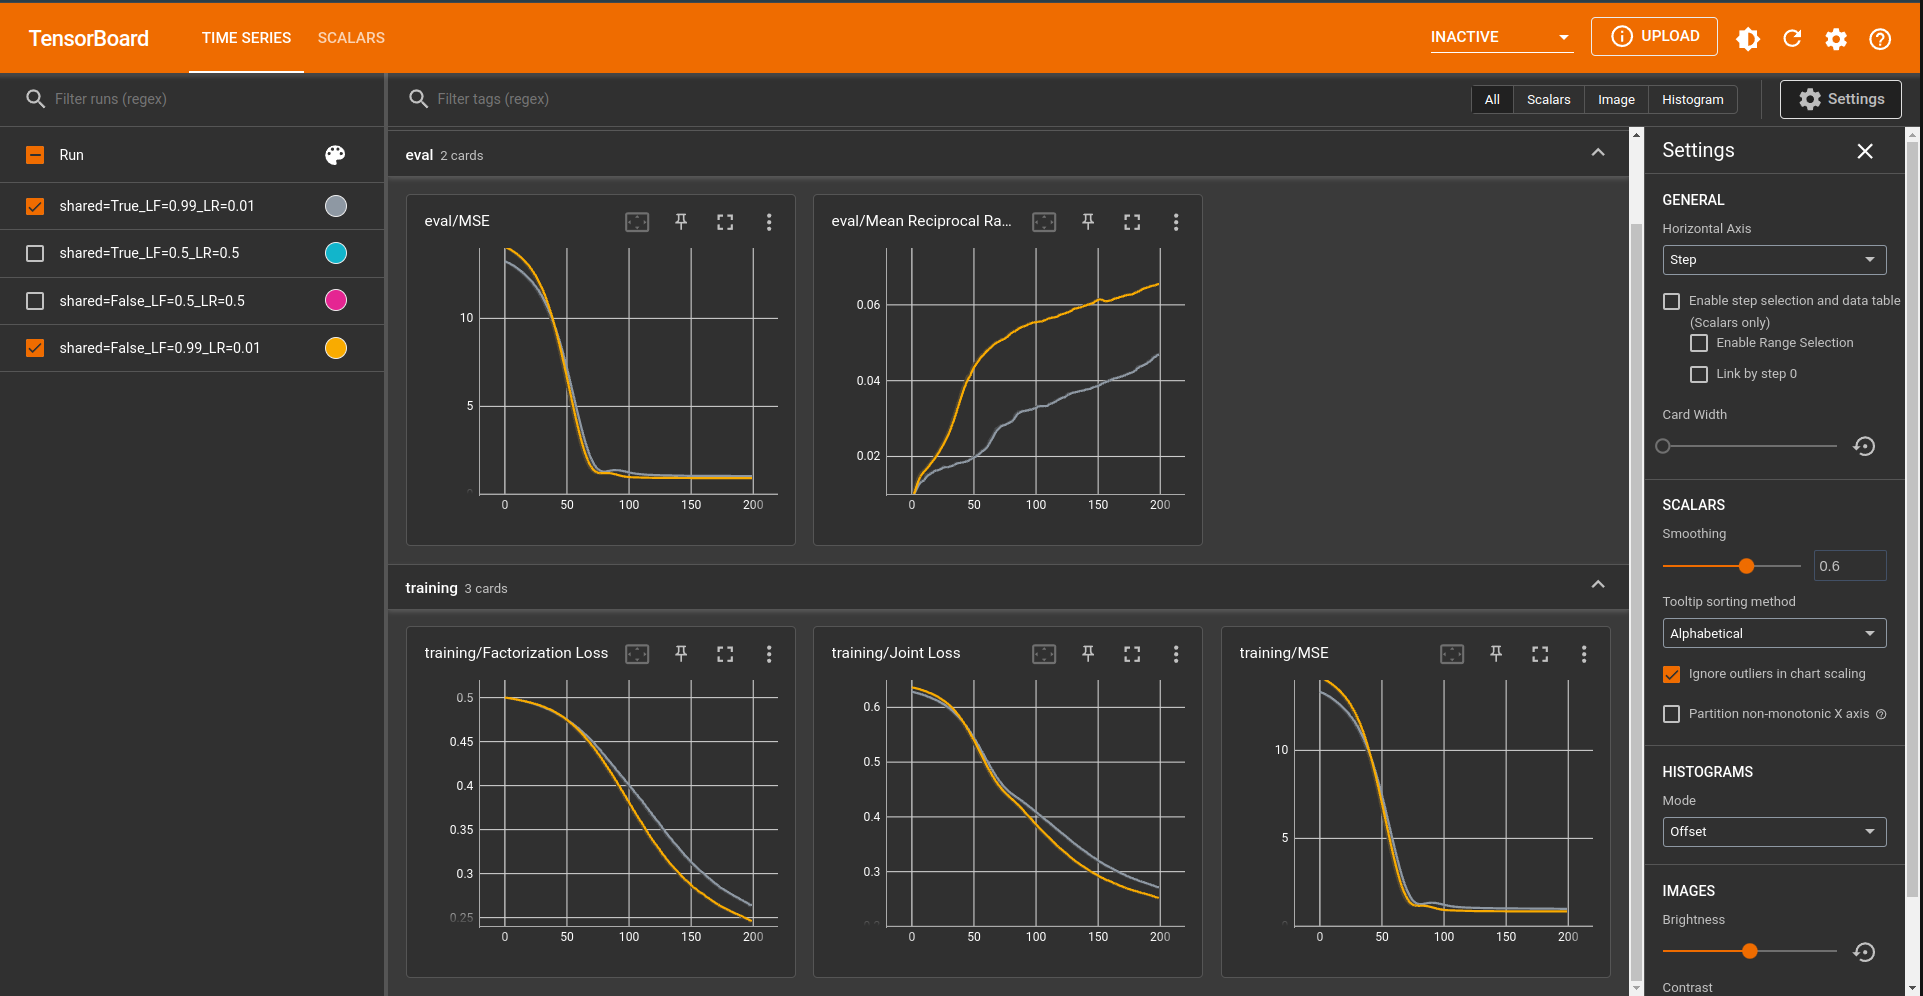 TensorBoard
TIME SERIES
SCALARS
INACTIVE
UPLOAD
Filter runs (regex)
Filter tags (regex)
All
Scalars
Image
Histogram
Settings
Run
shared=True_LF=0.99_LR=0.01
shared=True_LF=0.5_LR=0.5
shared=False_LF=0.5_LR=0.5
shared=False_LF=0.99_LR=0.01
eval 2 cards
eval/MSE
10
5
0
0 50 100 150 200
eval/Mean Reciprocal Ra...
0.06
0.04
0.02
0 50 100 150 200
training 3 cards
training/Factorization Loss
0.5
0.45
0.4
0.35
0.3
0.25
0 50 100 150 200
training/Joint Loss
0.6
0.5
0.4
0.3
0.2
0 50 100 150 200
training/MSE
10
5
0
0 50 100 150 200
Settings
GENERAL
Horizontal Axis
Step
Enable step selection and data table
(Scalars only)
Enable Range Selection
Link by step 0
Card Width
SCALARS
Smoothing
0.6
Tooltip sorting method
Alphabetical
Ignore outliers in chart scaling
Partition non-monotonic X axis
HISTOGRAMS
Mode
Offset
IMAGES
Brightness
Contrast